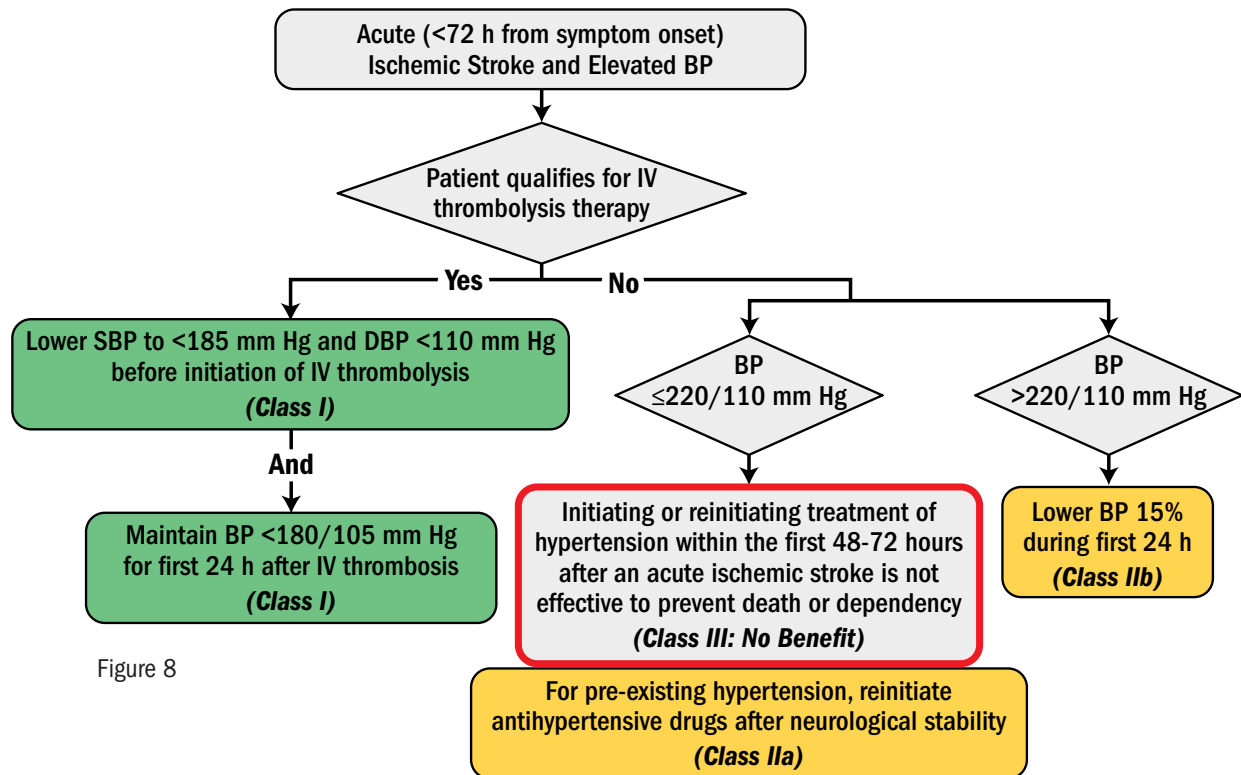 Acute (<72 h from symptom onset)
Ischemic Stroke and Elevated BP
Patient qualifies for IV
thrombolysis therapy
Yes
No
Lower SBP to <185 mm Hg and DBP <110 mm Hg
before initiation of IV thrombolysis
(Class I)
And
Maintain BP <180/105 mm Hg
for first 24 h after IV thrombosis
(Class I)
BP
≤220/110 mm Hg
BP
>220/110 mm Hg
Initiating or reinitiating treatment of
hypertension within the first 48-72 hours
after an acute ischemic stroke is not
effective to prevent death or dependency
(Class III: No Benefit)
Lower BP 15%
during first 24 h
(Class IIb)
For pre-existing hypertension, reinitiate
antihypertensive drugs after neurological stability
(Class IIa)
Figure 8